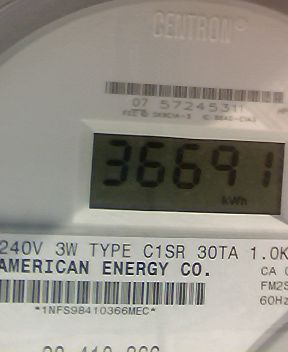 CENTRON®
07 57245311
36691
kWh
240V 3W TYPE C1SR 30TA 1.0K
AMERICAN ENERGY CO.
CA
FM2S
60Hz
*1NFS98410366MEC*